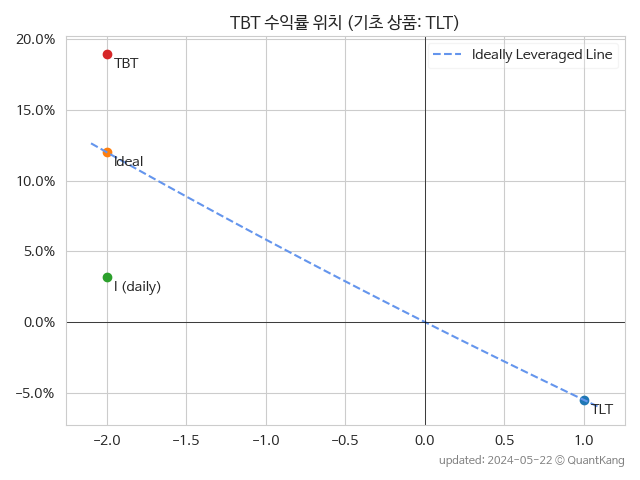 TBT 수익률 위치 (기초 상품: TLT)
20.0%
15.0%
10.0%
5.0%
0.0%
−5.0%
Ideally Leveraged Line
TBT
Ideal
I (daily)
TLT
−2.0 −1.5 −1.0 −0.5 0.0 0.5 1.0
updated: 2024-05-22 © QuantKang